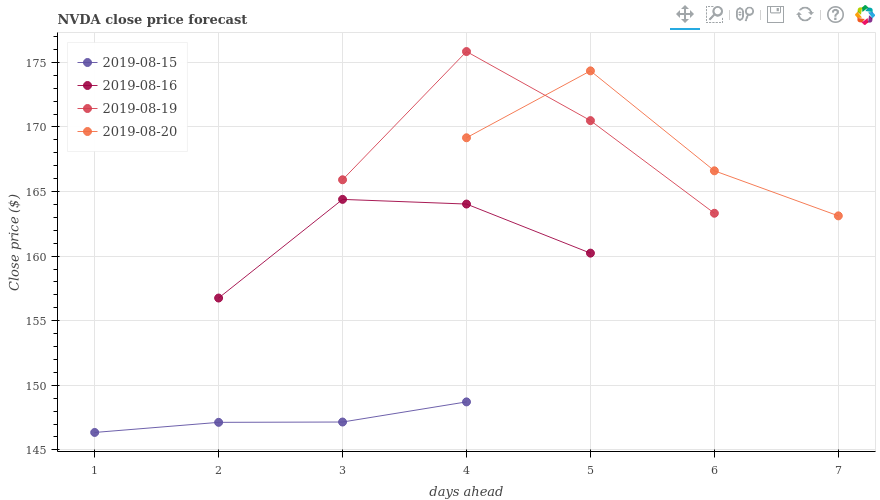 NVDA close price forecast
2019-08-15
2019-08-16
2019-08-19
2019-08-20
Close price ($)
175
170
165
160
155
150
145
1 2 3 4 5 6 7
days ahead